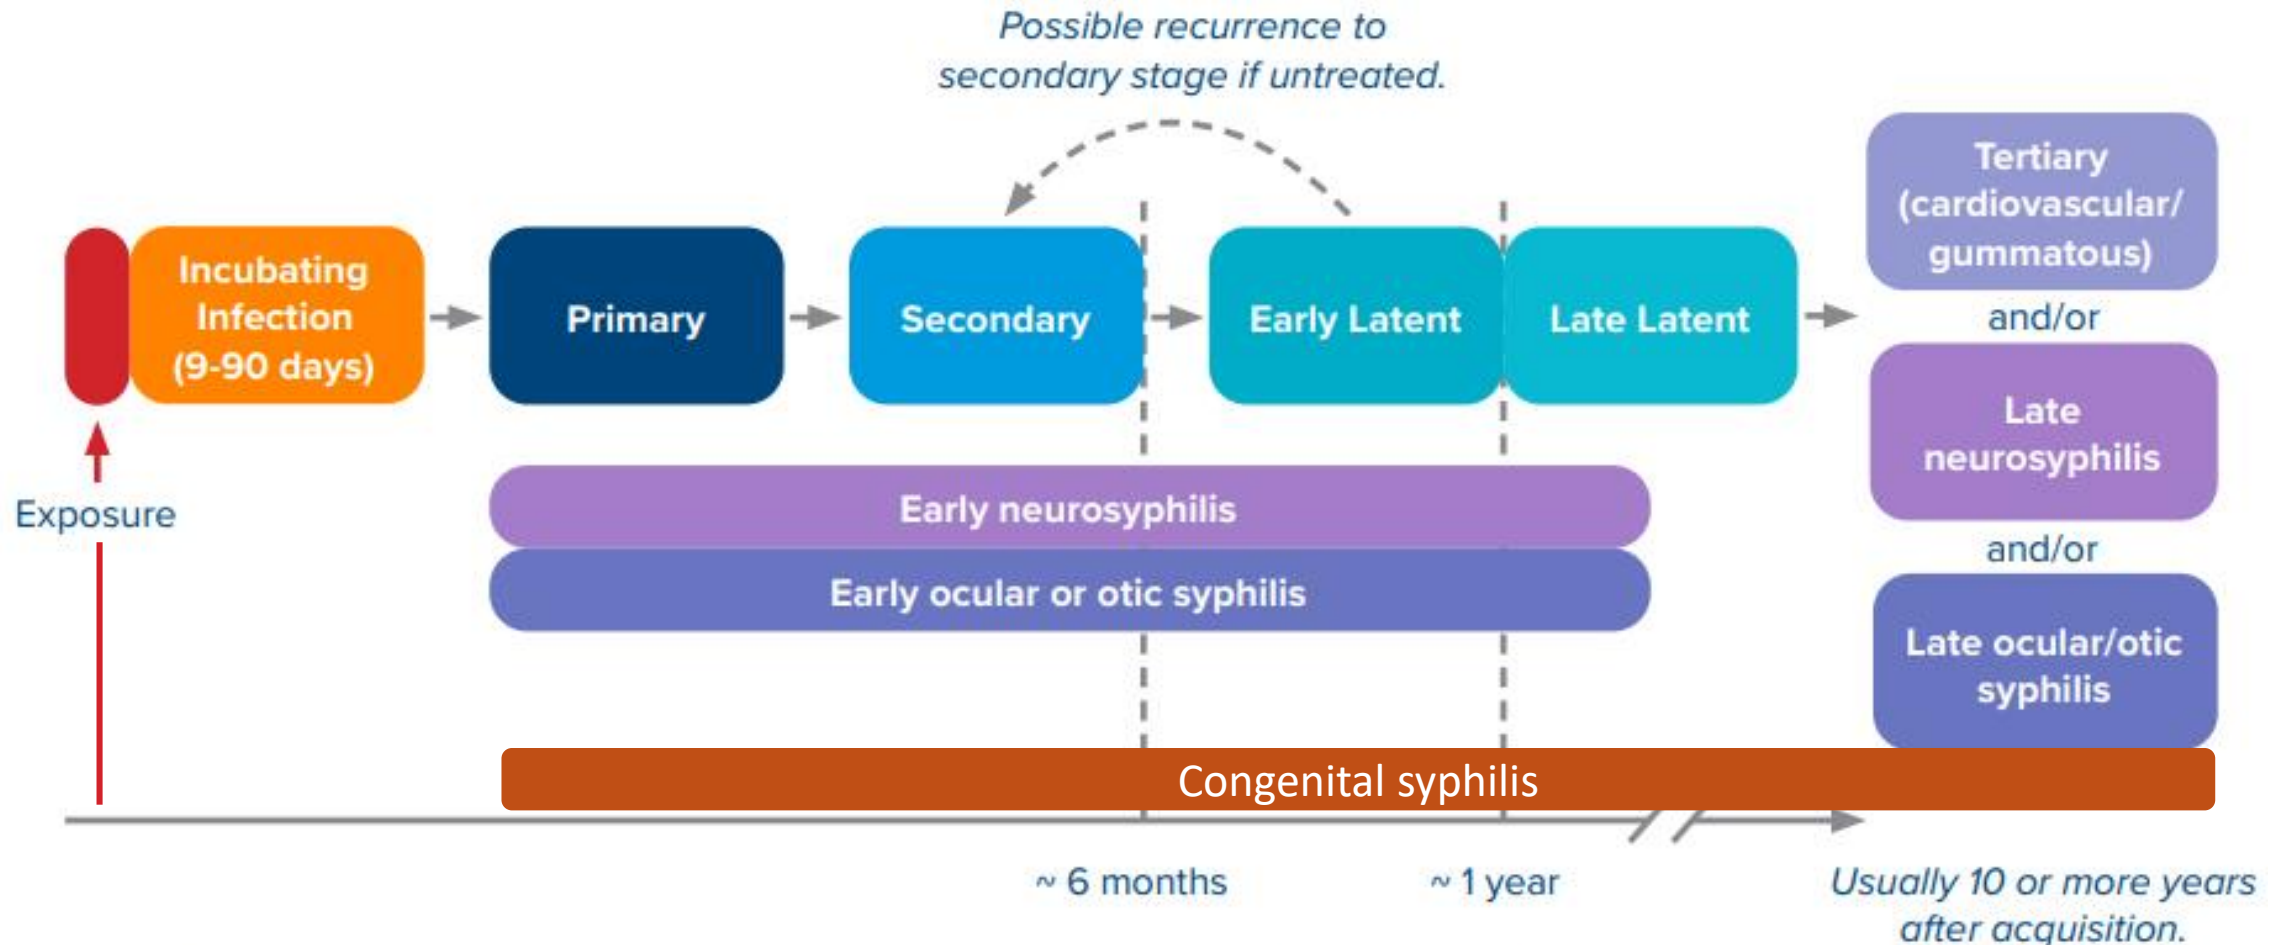 Possible recurrence to
secondary stage if untreated.
Incubating
Infection
(9-90 days)
Primary
Secondary
Early Latent
Late Latent
Tertiary
(cardiovascular/
gummatous)
and/or
Late
neurosyphilis
and/or
Late ocular/otic
syphilis
Exposure
Early neurosyphilis
Early ocular or otic syphilis
Congenital syphilis
~ 6 months
~ 1 year
Usually 10 or more years
after acquisition.